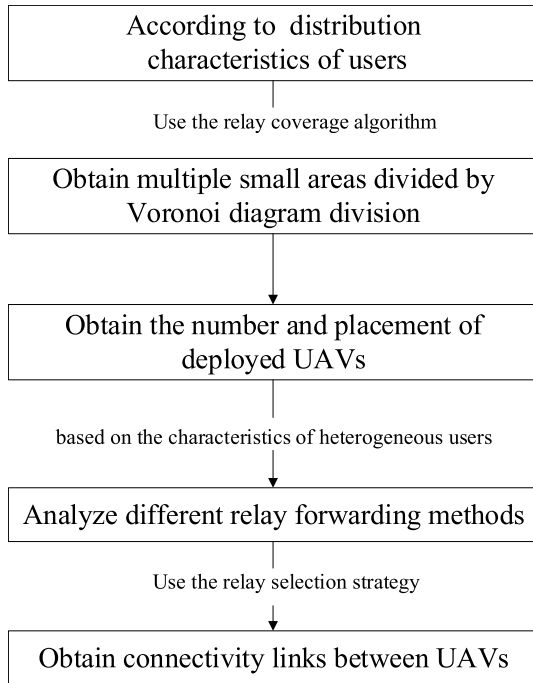 According to distribution
characteristics of users
Use the relay coverage algorithm
Obtain multiple small areas divided by
Voronoi diagram division
Obtain the number and placement of
deployed UAVs
based on the characteristics of heterogeneous users
Analyze different relay forwarding methods
Use the relay selection strategy
Obtain connectivity links between UAVs